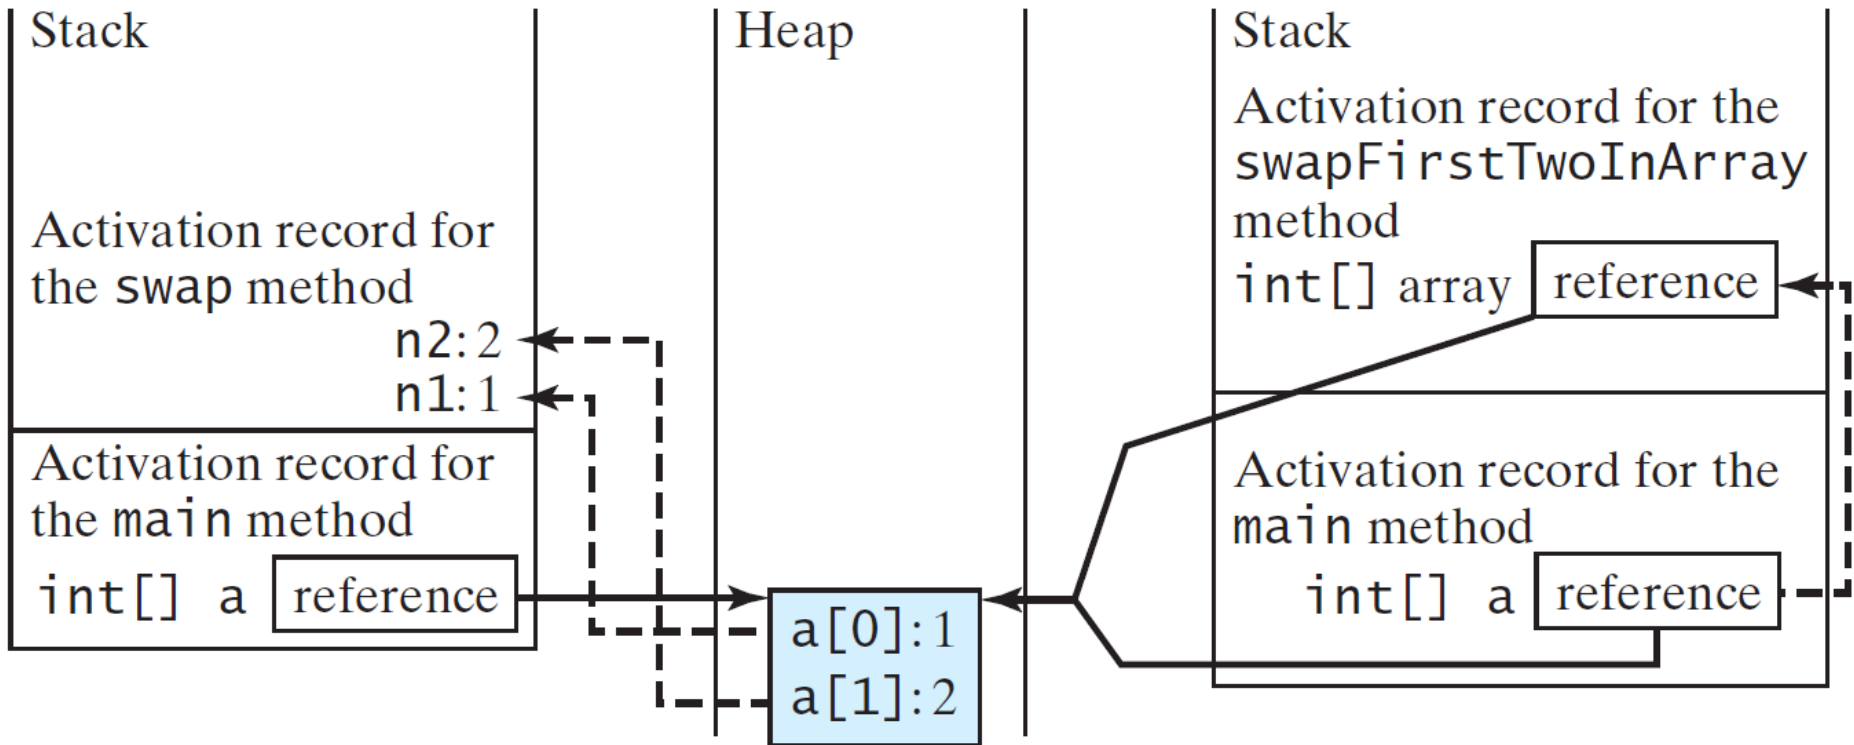 Stack
Activation record for
the swap method
n2: 2
n1: 1
Activation record for
the main method
int[] a reference
Heap
a[0]: 1
a[1]: 2
Stack
Activation record for the
swapFirstTwoInArray
method
int[] array reference
Activation record for the
main method
int[] a reference